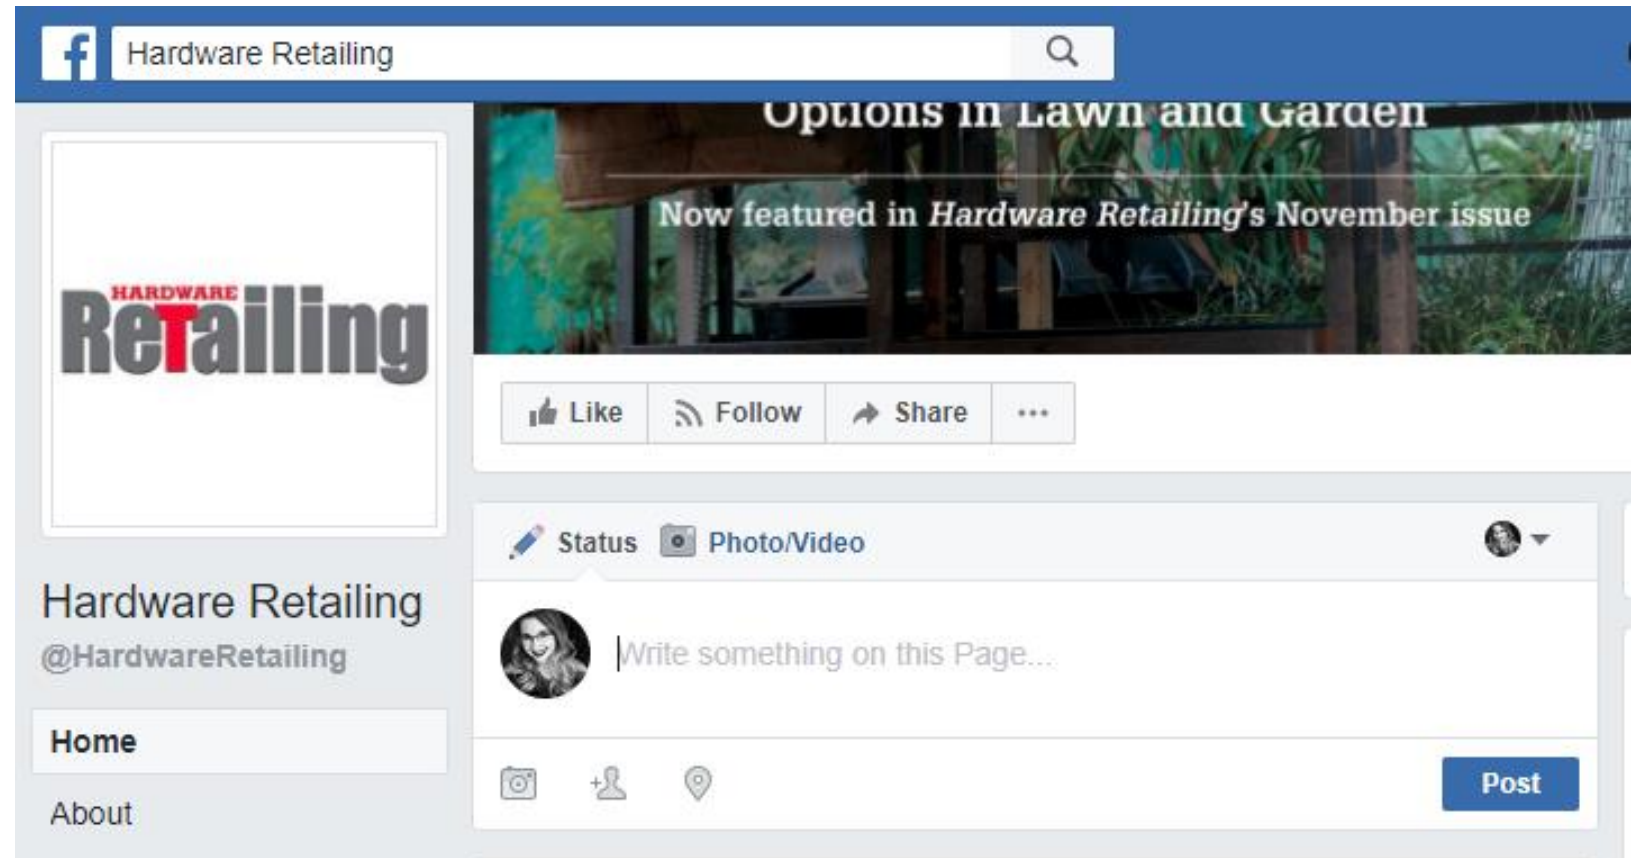 f Hardware Retailing
Options in Lawn and Garden
Now featured in Hardware Retailing's November issue
HARDWARE
ReTailing
Like Follow Share ...
Status Photo/Video
Hardware Retailing
@HardwareRetailing
Write something on this Page...
Home
About
Post